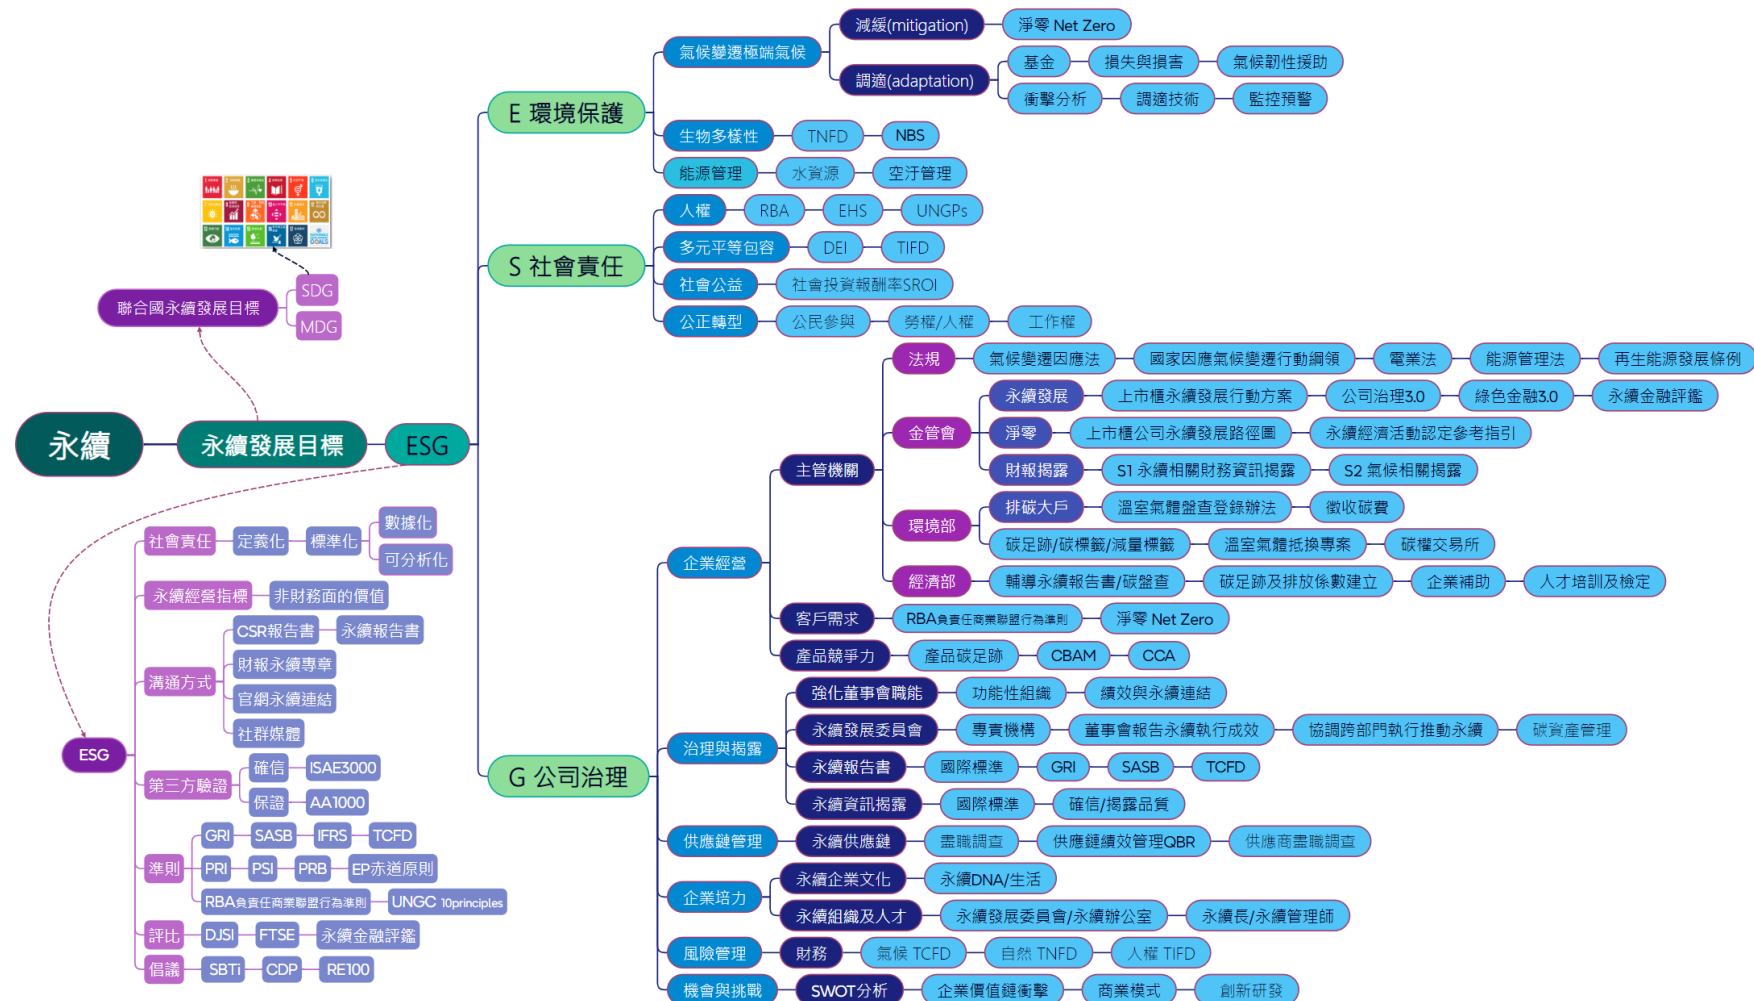 永續
永續發展目標
ESG
聯合國永續發展目標
SDG
MDG
E 環境保護
氣候變遷極端氣候
減緩(mitigation)
淨零 Net Zero
調適(adaptation)
基金
損失與損害
氣候韌性援助
衝擊分析
調適技術
監控預警
生物多樣性
TNFD
NBS
能源管理
水資源
空汙管理
S 社會責任
人權
RBA
EHS
UNGPs
多元平等包容
DEI
TIFD
社會公益
社會投資報酬率SROI
公正轉型
公民參與
勞權/人權
工作權
G 公司治理
企業經營
主管機關
法規
氣候變遷因應法
國家因應氣候變遷行動綱領
電業法
能源管理法
再生能源發展條例
金管會
永續發展
上市櫃永續發展行動方案
公司治理3.0
綠色金融3.0
永續金融評鑑
淨零
上市櫃公司永續發展路徑圖
永續經濟活動認定參考指引
財報揭露
S1 永續相關財務資訊揭露
S2 氣候相關揭露
環境部
排碳大戶
溫室氣體盤查登錄辦法
徵收碳費
碳足跡/碳標籤/減量標籤
溫室氣體抵換專案
碳權交易所
經濟部
輔導永續報告書/碳盤查
碳足跡及排放係數建立
企業補助
人才培訓及檢定
客戶需求
RBA負責任商業聯盟行為準則
淨零 Net Zero
產品競爭力
產品碳足跡
CBAM
CCA
治理與揭露
強化董事會職能
功能性組織
績效與永續連結
永續發展委員會
專責機構
董事會報告永續執行成效
協調跨部門執行推動永續
碳資產管理
永續報告書
國際標準
GRI
SASB
TCFD
永續資訊揭露
國際標準
確信/揭露品質
供應鏈管理
永續供應鏈
盡職調查
供應鏈績效管理QBR
供應商盡職調查
企業培力
永續企業文化
永續DNA/生活
永續組織及人才
永續發展委員會/永續辦公室
永續長/永續管理師
風險管理
財務
氣候 TCFD
自然 TNFD
人權 TIFD
機會與挑戰
SWOT分析
企業價值鏈衝擊
商業模式
創新研發
ESG
社會責任
定義化
標準化
數據化
可分析化
永續經營指標
非財務面的價值
溝通方式
CSR報告書
永續報告書
財報永續專章
官網永續連結
社群媒體
第三方驗證
確信
ISAE3000
保證
AA1000
準則
GRI
SASB
IFRS
TCFD
PRI
PSI
PRB
EP赤道原則
RBA負責任商業聯盟行為準則
UNGC 10principles
評比
DJSI
FTSE
永續金融評鑑
倡議
SBTi
CDP
RE100